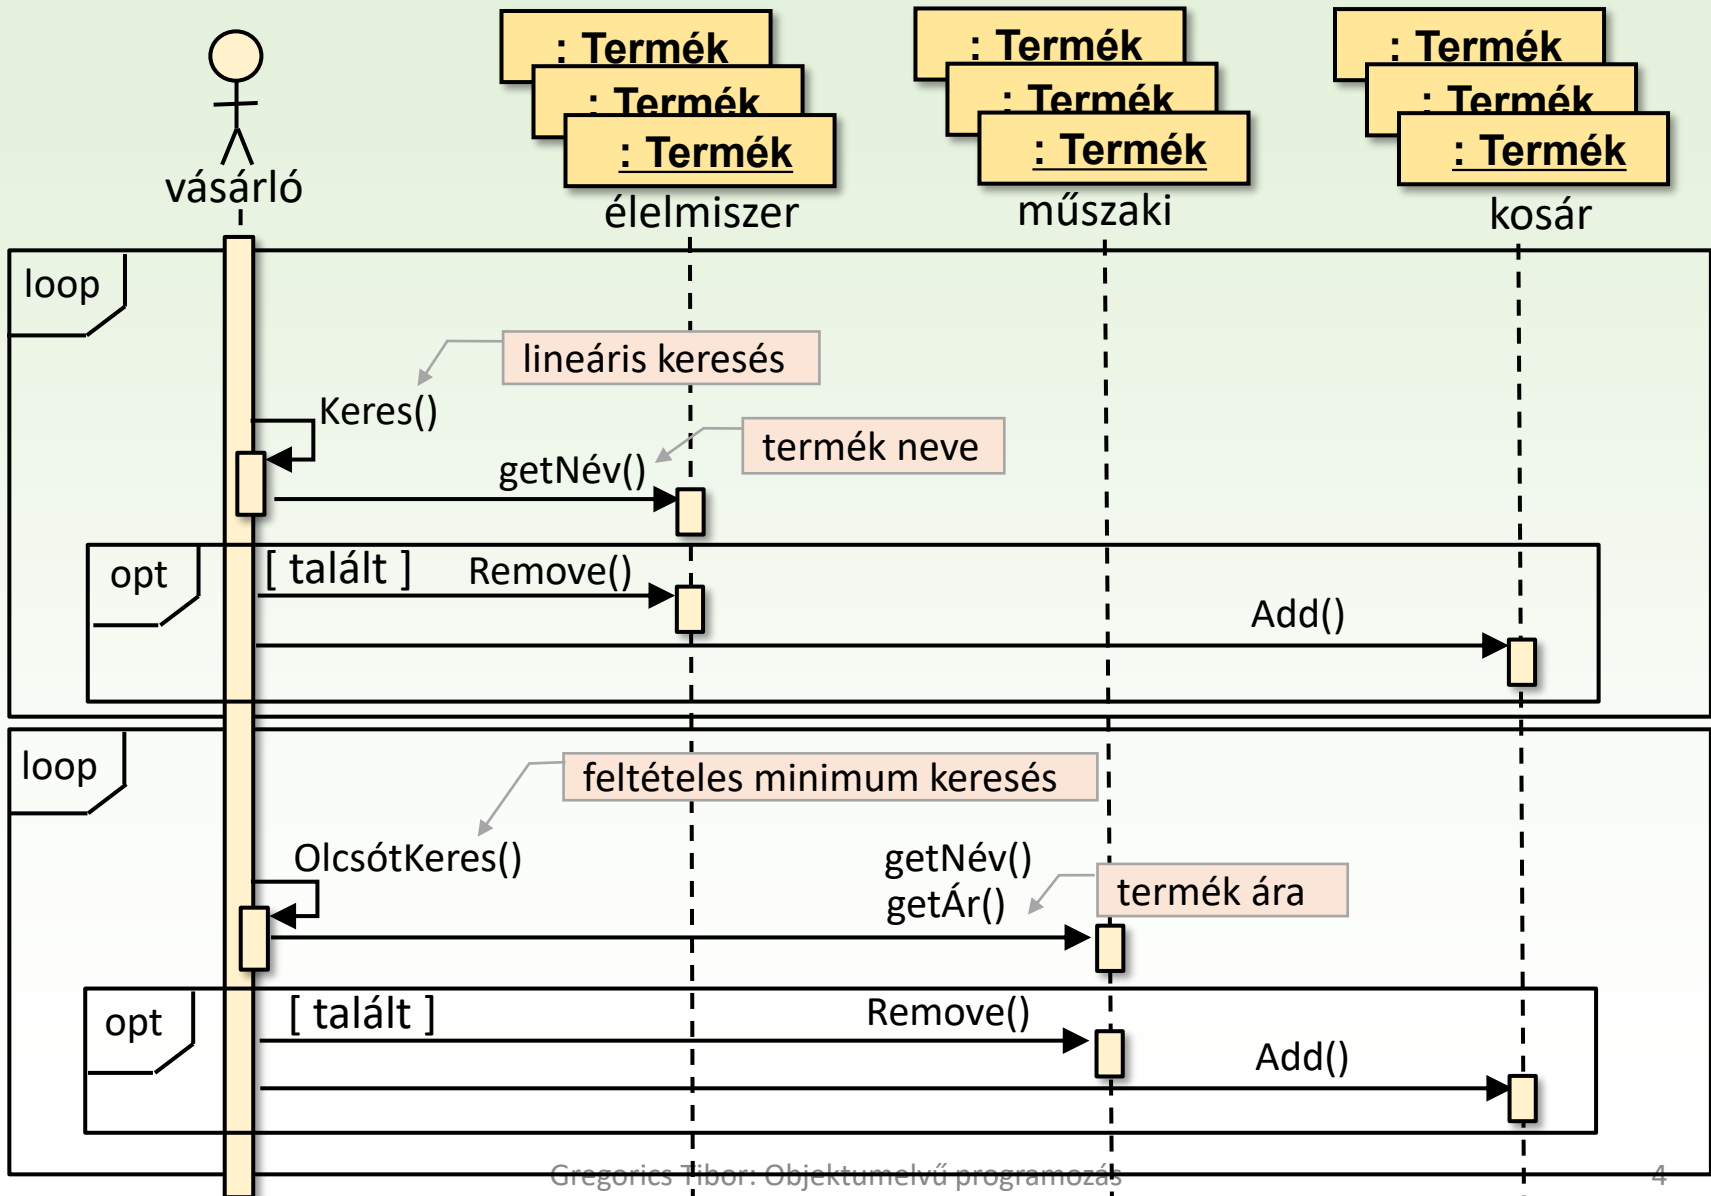 : Termék
: Termék
: Termék
: Termék
: Termék
: Termék
: Termék
: Termék
: Termék
vásárló
élelmiszer
műszaki
kosár
loop
lineáris keresés
Keres()
termék neve
getNév()
opt
[ talált ]
Remove()
Add()
loop
feltételes minimum keresés
OlcsótKeres()
getNév()
getÁr()
termék ára
opt
[ talált ]
Remove()
Add()
Gregorics Tibor: Objektumelvű programozás
4